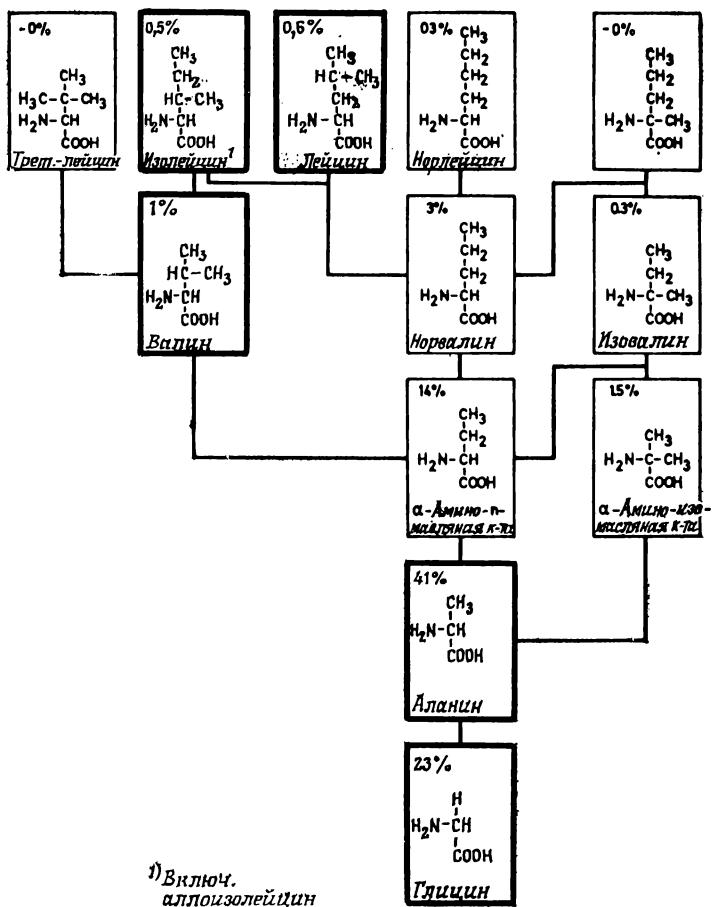 ~0%
CH₃
H₃C-C-CH₃
H₂N-CH
COOH
Трет.-лейцин
0,5%
CH₃
CH₂
HC-CH₃
H₂N-CH
COOH
Изолейцин¹
0,6%
CH₃
HC-CH₃
CH₂
H₂N-CH
COOH
Лейцин
03%
CH₃
CH₂
CH₂
CH₂
H₂N-CH
COOH
Норлейцин
~0%
CH₃
CH₂
CH₂
H₂N-C-CH₃
COOH
1%
CH₃
HC-CH₃
H₂N-CH
COOH
Валин
3%
CH₃
CH₂
CH₂
H₂N-CH
COOH
Норвалин
0.3%
CH₃
CH₂
H₂N-C-CH₃
COOH
Изовалин
14%
CH₃
CH₂
H₂N-CH
COOH
α-Амино-n-
масляная к-та
1.5%
CH₃
H₂N-C-CH₃
COOH
α-Амино-изо-
масляная к-та
41%
CH₃
H₂N-CH
COOH
Аланин
23%
H
H₂N-CH
COOH
Глицин
1) Включ.
аллоизолейцин